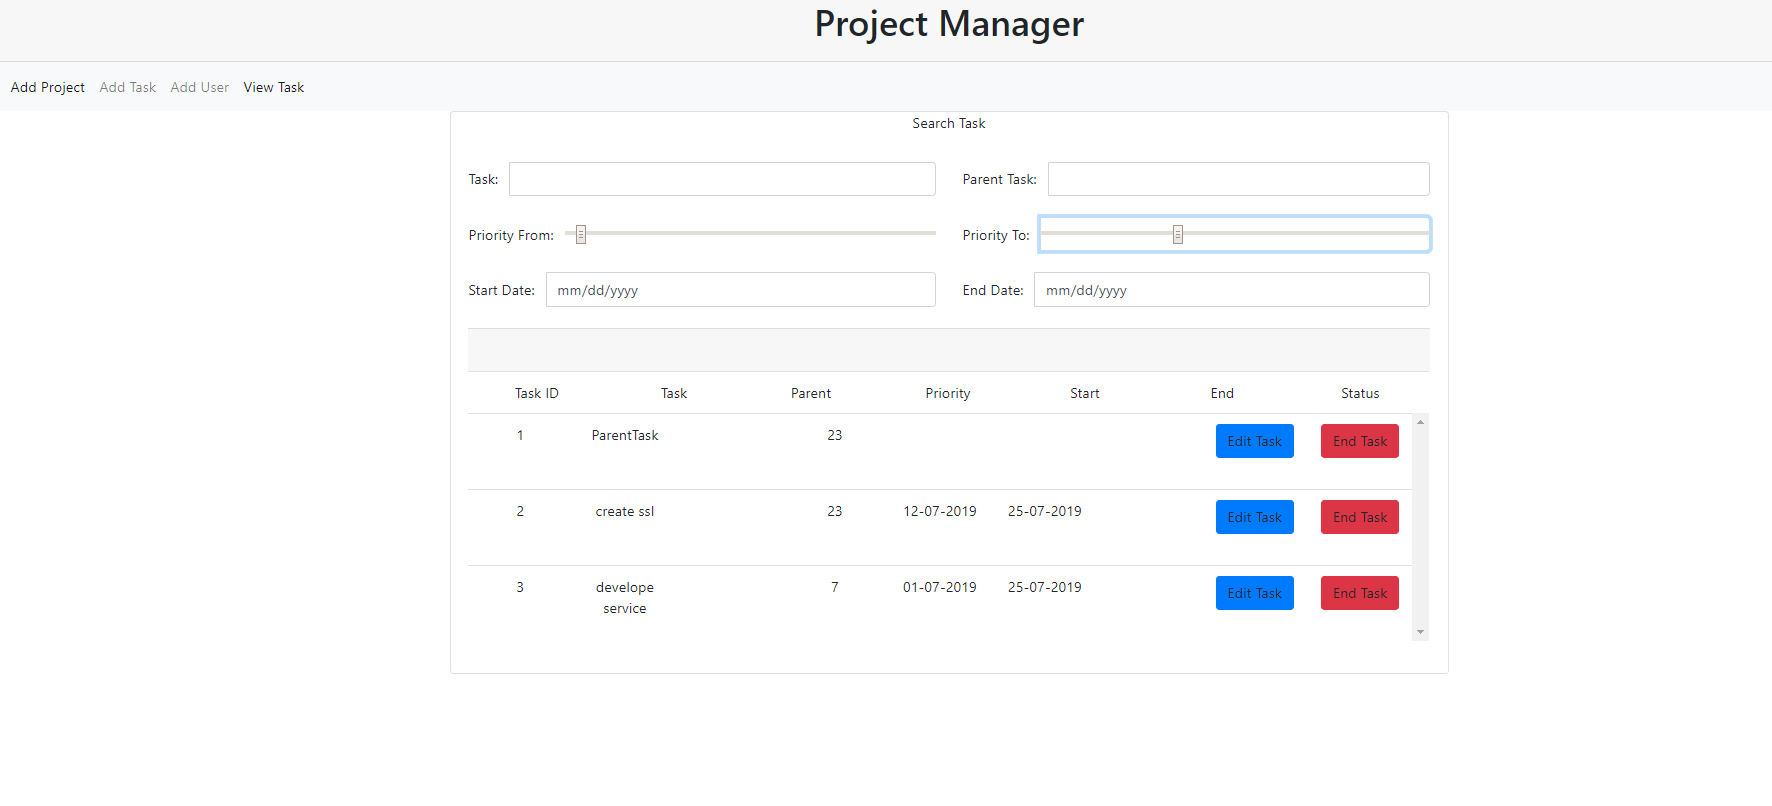 Project Manager
Add Project Add Task Add User View Task
Search Task
Task: Parent Task:
Priority From: Priority To:
Start Date: mm/dd/yyyy End Date: mm/dd/yyyy
Task ID Task Parent Priority Start End Status
1 ParentTask 23 Edit Task End Task
2 create ssl 23 12-07-2019 25-07-2019 Edit Task End Task
3 develope 7 01-07-2019 25-07-2019 Edit Task End Task
service